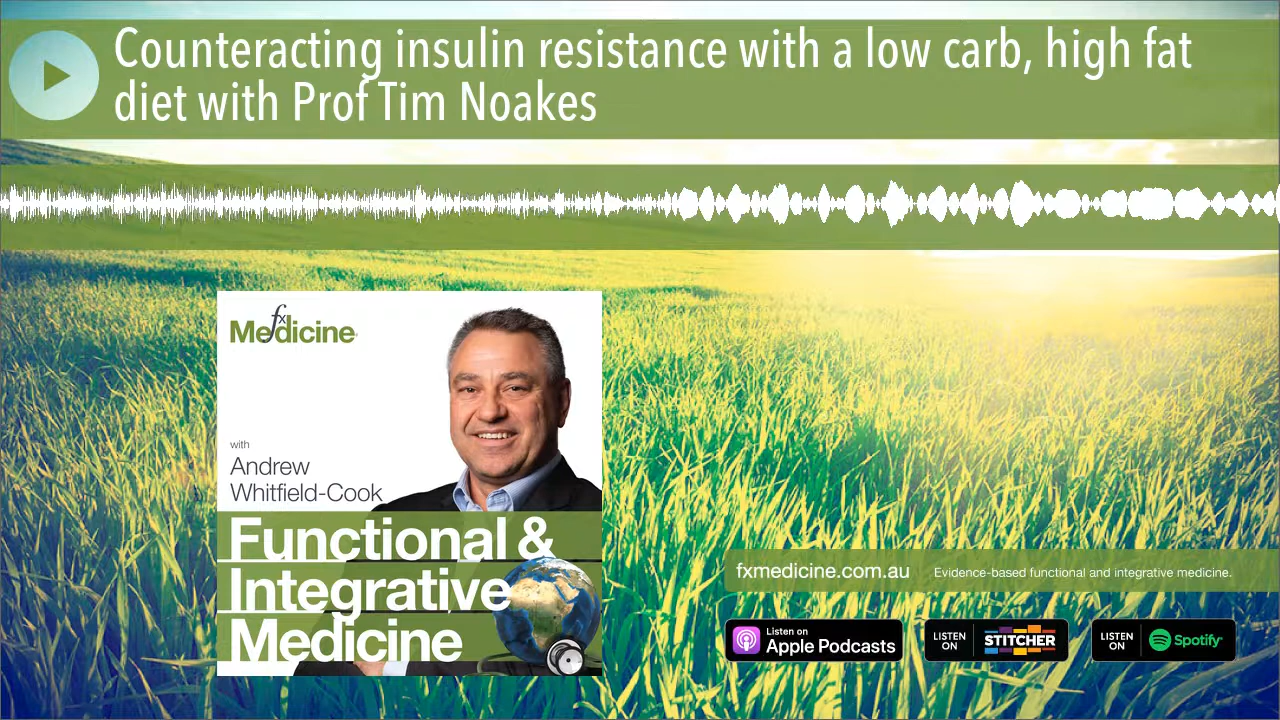 Counteracting insulin resistance with a low carb, high fat
diet with Prof Tim Noakes
fx
Medicine
with
Andrew
Whitfield-Cook
Functional &
Integrative
Medicine
fxmedicine.com.au Evidence-based functional and integrative medicine.
Listen on
Apple Podcasts
LISTEN
ON
STITCHER
LISTEN
ON
Spotify